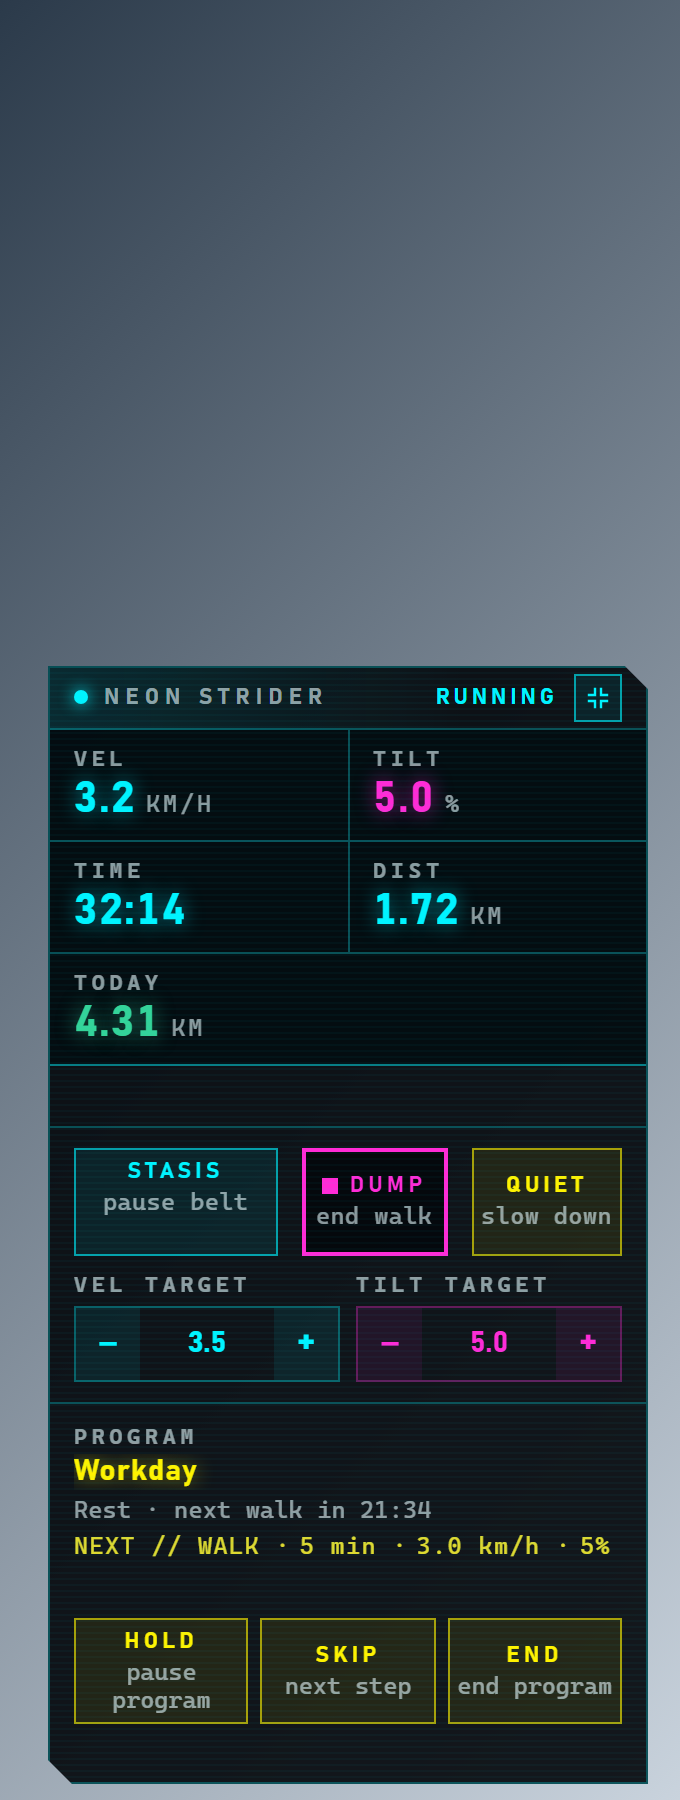 NEON STRIDER RUNNING
VEL TILT
3.2 KM/H 5.0 %
TIME DIST
32:14 1.72 KM
TODAY
4.31 KM
STASIS DUMP QUIET
pause belt end walk slow down
VEL TARGET TILT TARGET
– 3.5 + – 5.0 +
PROGRAM
Workday
Rest · next walk in 21:34
NEXT // WALK · 5 min · 3.0 km/h · 5%
HOLD SKIP END
pause next step end program
program